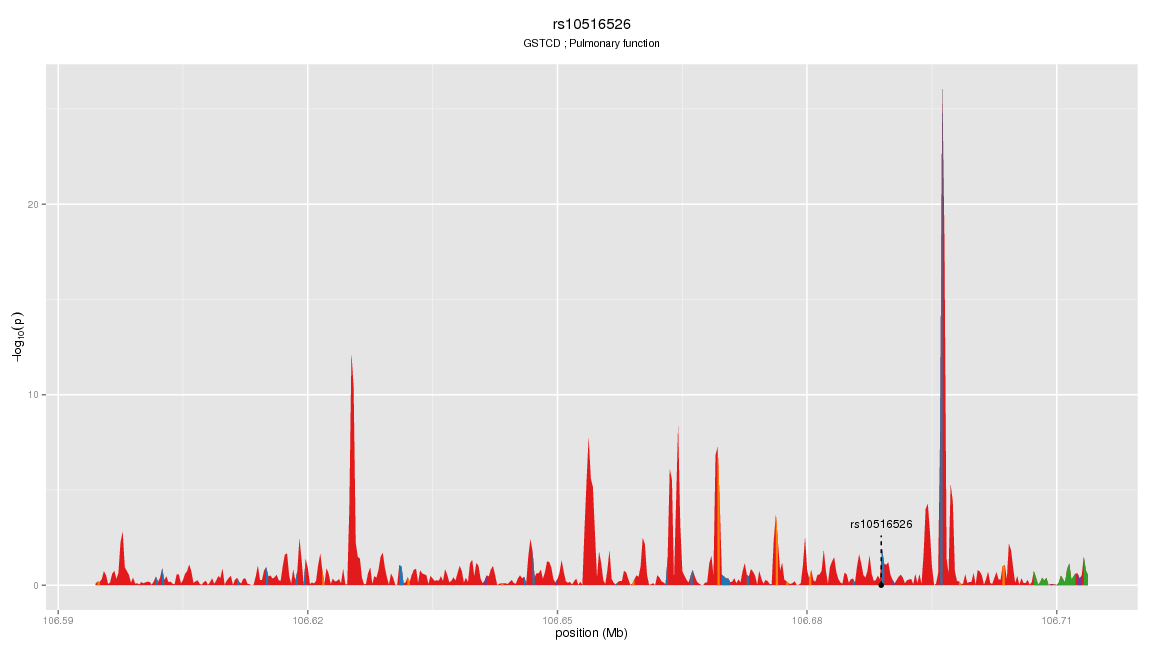 rs10516526
GSTCD ; Pulmonary function
−log10(p)
20
10
0
rs10516526
106.59
106.62
106.65
106.68
106.71
position (Mb)